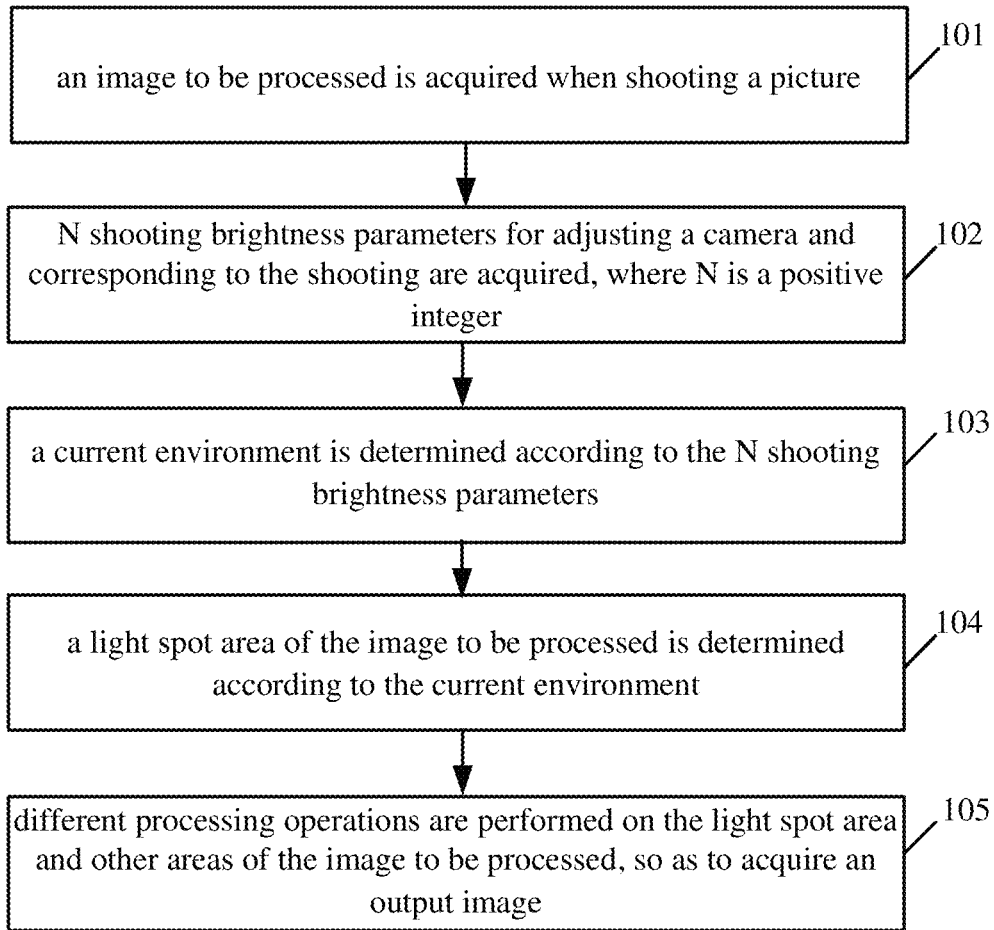 101
an image to be processed is acquired when shooting a picture
102
N shooting brightness parameters for adjusting a camera and
corresponding to the shooting are acquired, where N is a positive
integer
103
a current environment is determined according to the N shooting
brightness parameters
104
a light spot area of the image to be processed is determined
according to the current environment
105
different processing operations are performed on the light spot area
and other areas of the image to be processed, so as to acquire an
output image